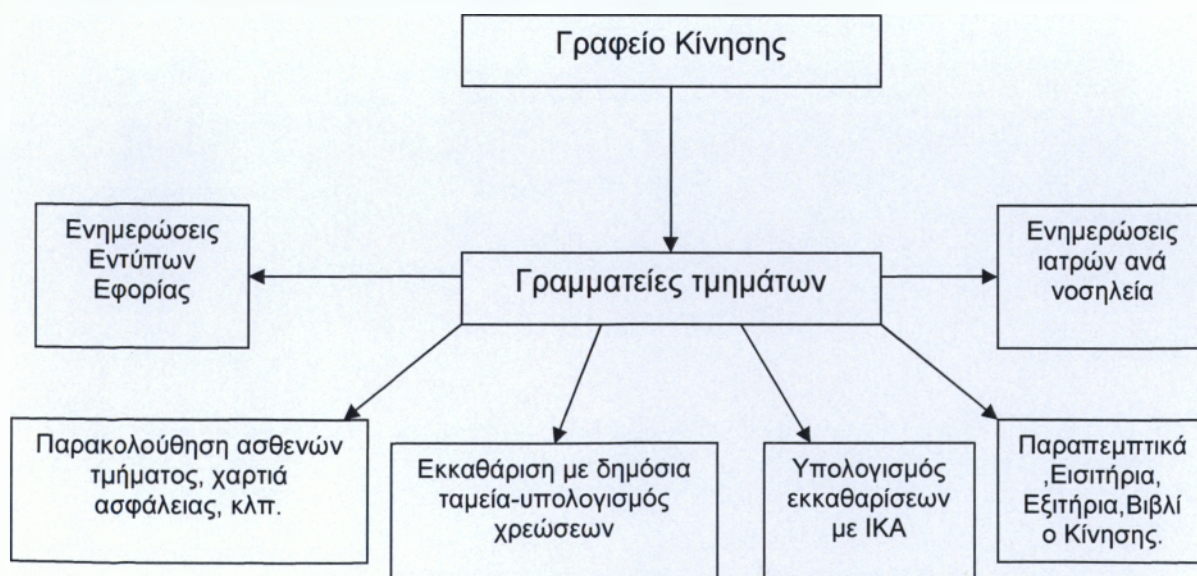 Γραφείο Κίνησης
Ενημερώσεις
Εντύπων
Εφορίας
Γραμματείες τμημάτων
Ενημερώσεις
ιατρών ανά
νοσηλεία
Παρακολούθηση ασθενών
τμήματος, χαρτιά
ασφάλειας, κλπ.
Εκκαθάριση με δημόσια
ταμεία-υπολογισμός
χρεώσεων
Υπολογισμός
εκκαθαρίσεων
με ΙΚΑ
Παραπεμπτικά
,Εισιτήρια,
Εξιτήρια,Βιβλί
ο Κίνησης.